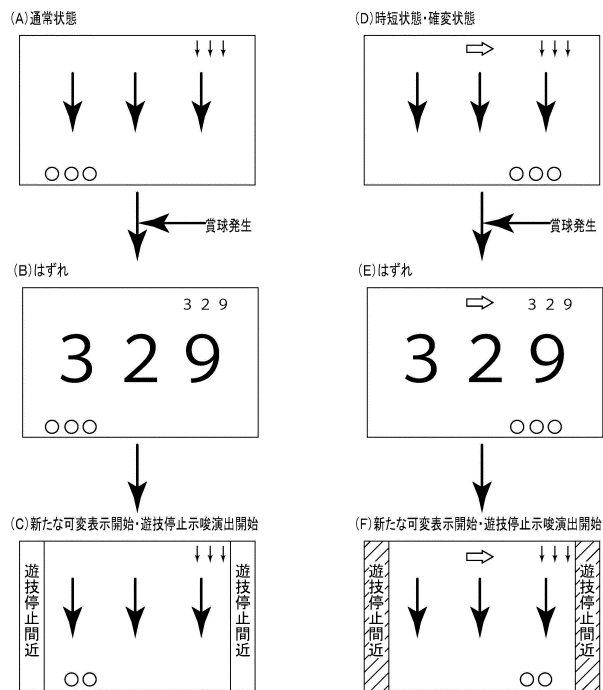 (A)通常状態
賞球発生
(B)はずれ
3 2 9
3 2 9
(C)新たな可変表示開始・遊技停止示唆演出開始
遊技停止間近
遊技停止間近
(D)時短状態・確変状態
賞球発生
(E)はずれ
3 2 9
3 2 9
(F)新たな可変表示開始・遊技停止示唆演出開始
遊技停止間近
遊技停止間近